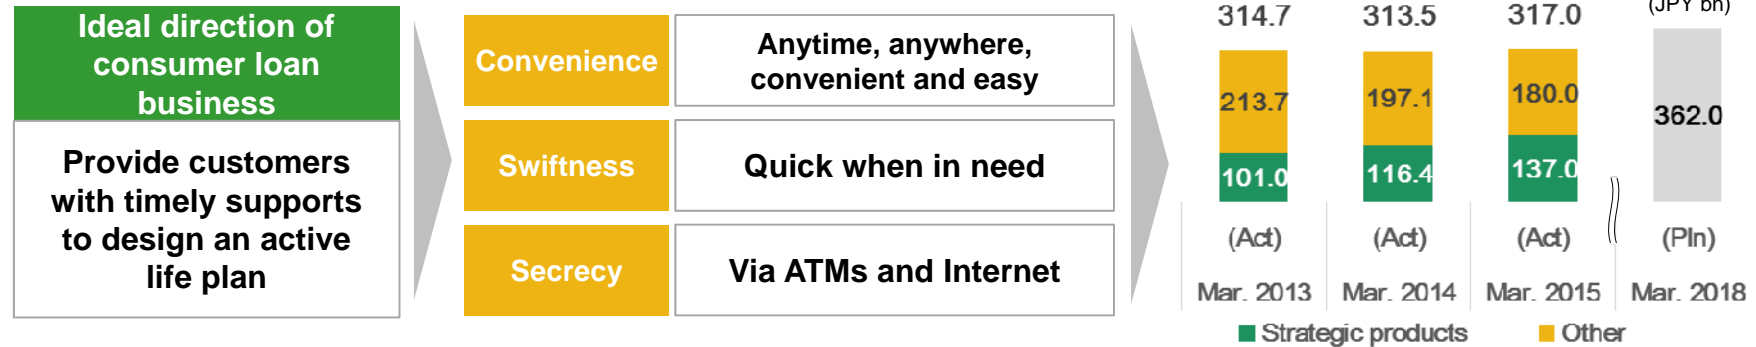 Ideal direction of
consumer loan
business
Provide customers
with timely supports
to design an active
life plan
Convenience
Anytime, anywhere,
convenient and easy
Swiftness
Quick when in need
Secrecy
Via ATMs and Internet
(JPY bn)
314.7 313.5 317.0
213.7 197.1 180.0 362.0
101.0 116.4 137.0
(Act) (Act) (Act) (Pln)
Mar. 2013 Mar. 2014 Mar. 2015 Mar. 2018
Strategic products Other